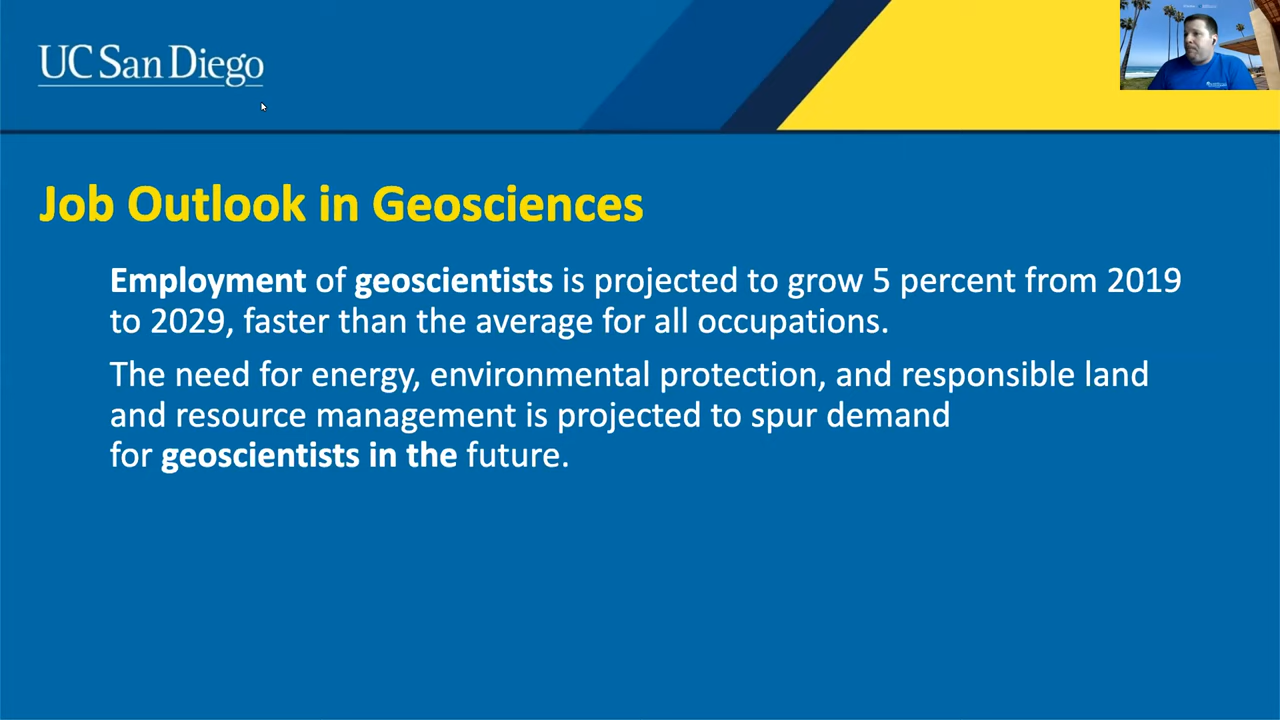 UC San Diego
Job Outlook in Geosciences
Employment of geoscientists is projected to grow 5 percent from 2019
to 2029, faster than the average for all occupations.
The need for energy, environmental protection, and responsible land
and resource management is projected to spur demand
for geoscientists in the future.